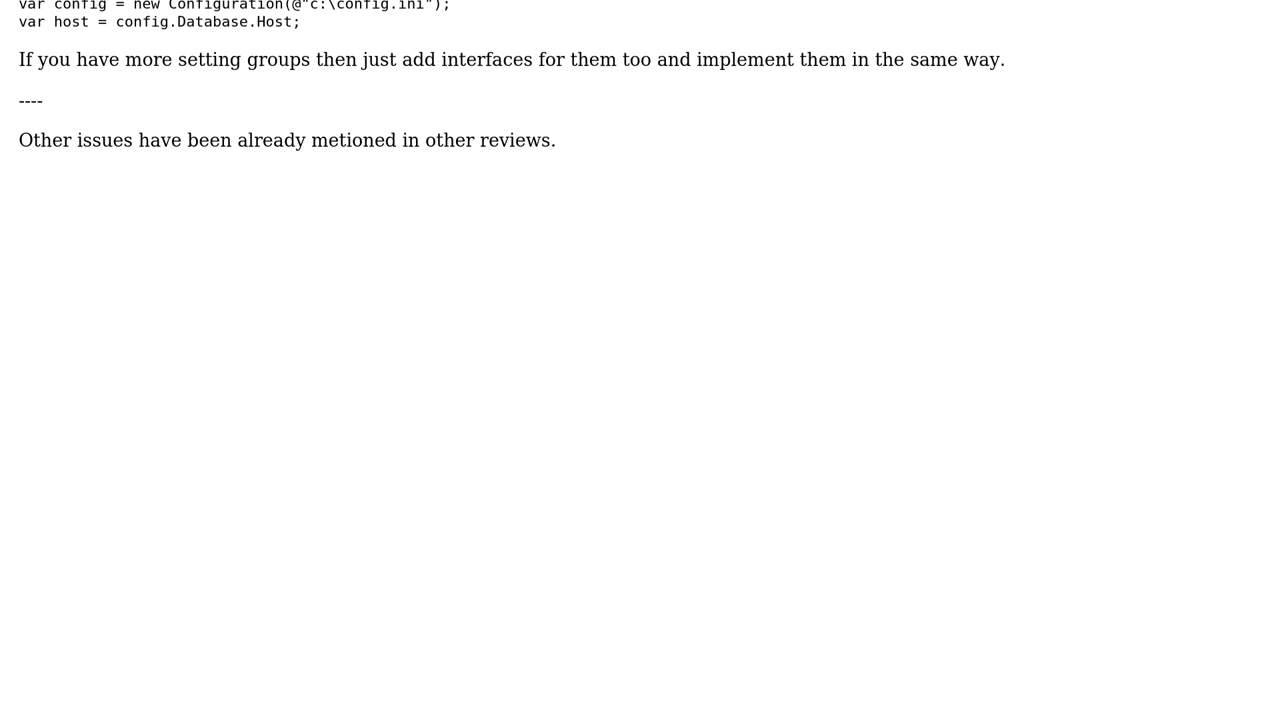 var config = new Configuration(@"c:\config.ini");
var host = config.Database.Host;
If you have more setting groups then just add interfaces for them too and implement them in the same way.
----
Other issues have been already metioned in other reviews.